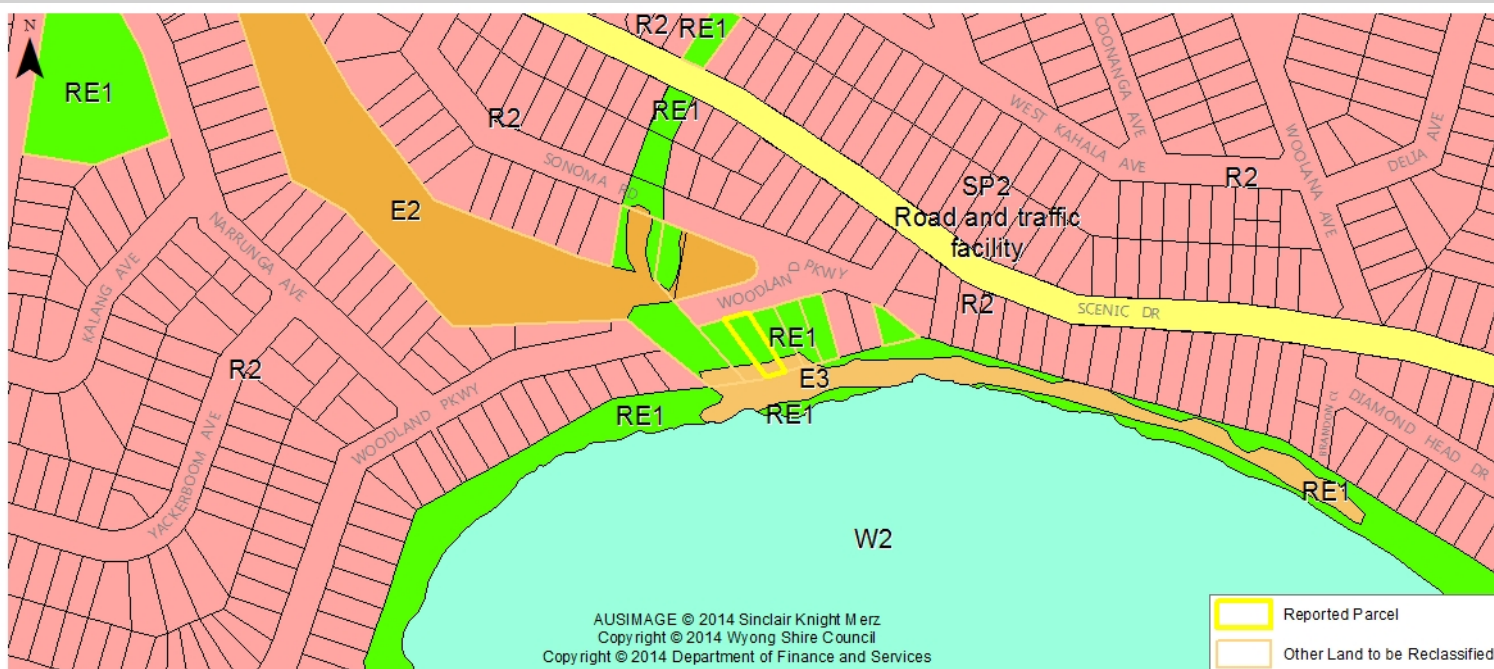 N
R2
RE1
RE1
RE1
R2
COONANGA AVE
WEST KAHALA AVE
WOOLANA AVE
DELIA AVE
R2
SONOMA RD
SP2
Road and traffic
facility
E2
NARRUNGA AVE
KALANG AVE
WOODLAND PKWY
R2
SCENIC DR
RE1
R2
E3
RE1
RE1
WOODLAND PKWY
YACKERBOOM AVE
BRANDON CL
DIAMOND HEAD DR
RE1
W2
AUSIMAGE © 2014 Sinclair Knight Merz
Copyright © 2014 Wyong Shire Council
Copyright © 2014 Department of Finance and Services
Reported Parcel
Other Land to be Reclassified